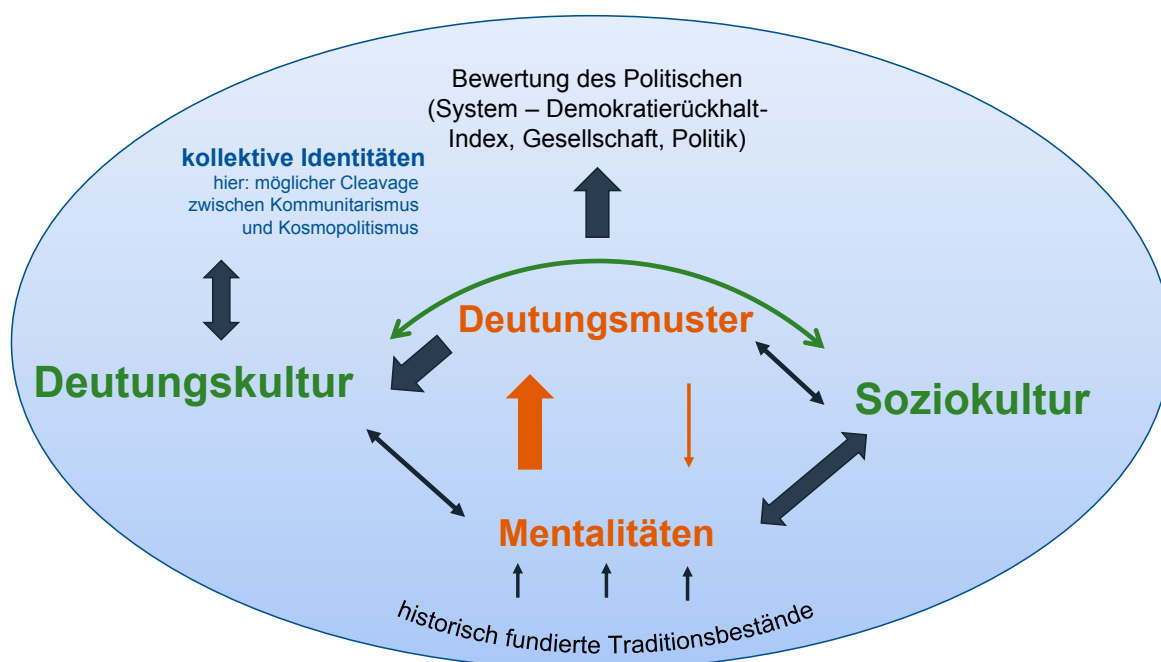 Bewertung des Politischen
(System – Demokratierückhalt-
Index, Gesellschaft, Politik)
kollektive Identitäten
hier: möglicher Cleavage
zwischen Kommunitarismus
und Kosmopolitismus
Deutungsmuster
Deutungskultur
Soziokultur
Mentalitäten
historisch fundierte Traditionsbestände